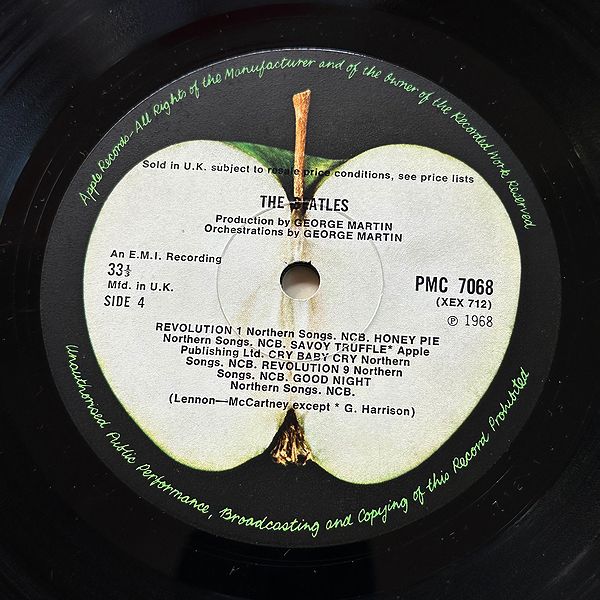 Apple Records-All Rights of the Manufacturer and of the Owner of the Recorded Work Reserved
Sold in U.K. subject to resale price conditions, see price lists
THE BEATLES
Production by GEORGE MARTIN
Orchestrations by GEORGE MARTIN
An E.M.I. Recording
33⅓
Mfd. in U.K.
SIDE 4
PMC 7068
(XEX 712)
℗ 1968
REVOLUTION 1 Northern Songs. NCB. HONEY PIE
Northern Songs. NCB. SAVOY TRUFFLE* Apple
Publishing Ltd. CRY BABY CRY Northern
Songs. NCB. REVOLUTION 9 Northern
Songs. NCB. GOOD NIGHT
Northern Songs. NCB.
(Lennon—McCartney except * G. Harrison)
Unauthorised Public Performance, Broadcasting and Copying of this Record Prohibited